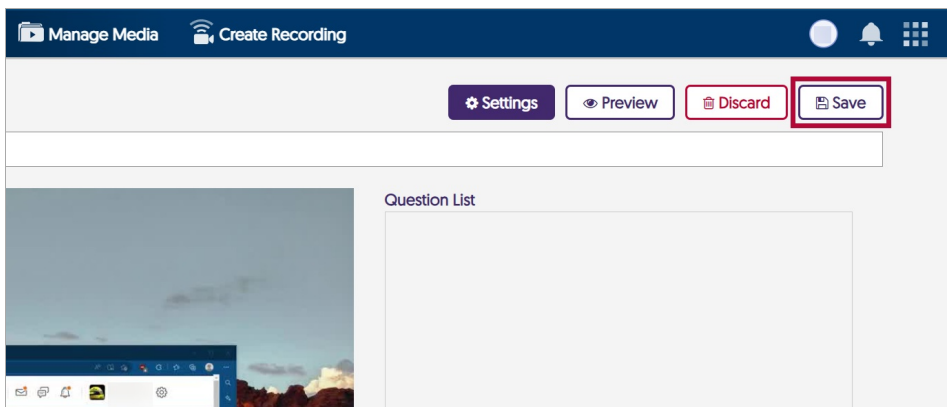 Manage Media Create Recording
Settings Preview Discard Save
Question List